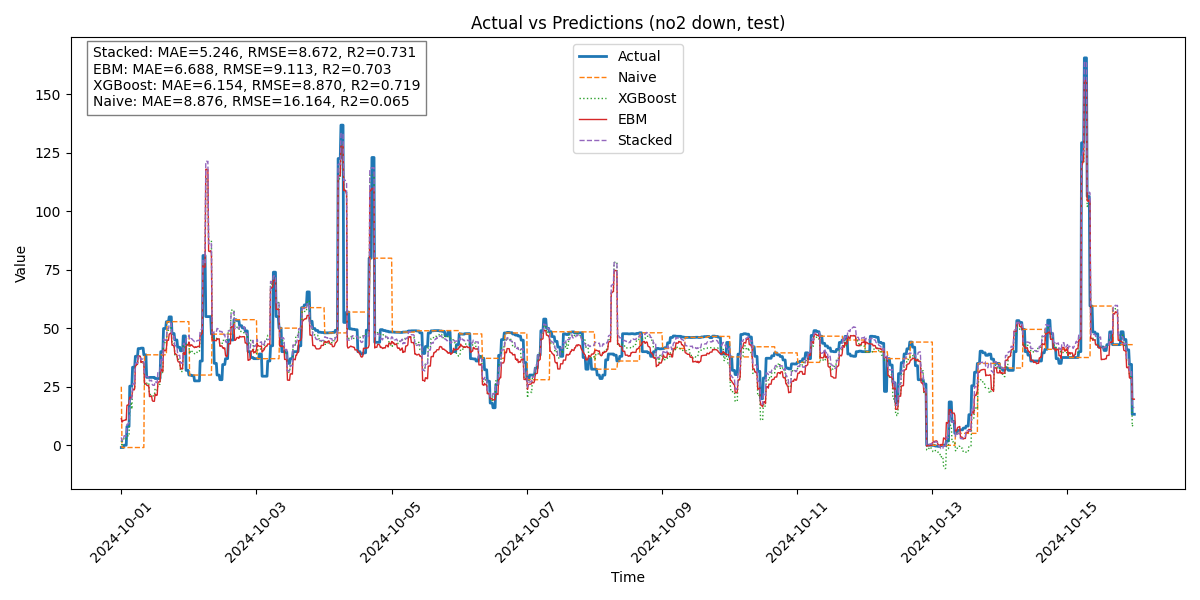 Actual vs Predictions (no2 down, test)
Stacked: MAE=5.246, RMSE=8.672, R2=0.731
EBM: MAE=6.688, RMSE=9.113, R2=0.703
XGBoost: MAE=6.154, RMSE=8.870, R2=0.719
Naive: MAE=8.876, RMSE=16.164, R2=0.065
Actual
Naive
XGBoost
EBM
Stacked
Value
150
125
100
75
50
25
0
2024-10-01
2024-10-03
2024-10-05
2024-10-07
2024-10-09
2024-10-11
2024-10-13
2024-10-15
Time